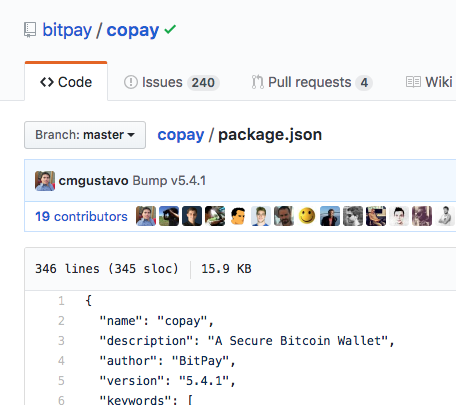 bitpay / copay
Code Issues 240 Pull requests 4 Wiki
Branch: master copay / package.json
cmgustavo Bump v5.4.1
19 contributors
346 lines (345 sloc) 15.9 KB
1 {
2 "name": "copay",
3 "description": "A Secure Bitcoin Wallet",
4 "author": "BitPay",
5 "version": "5.4.1",
6 "keywords": [